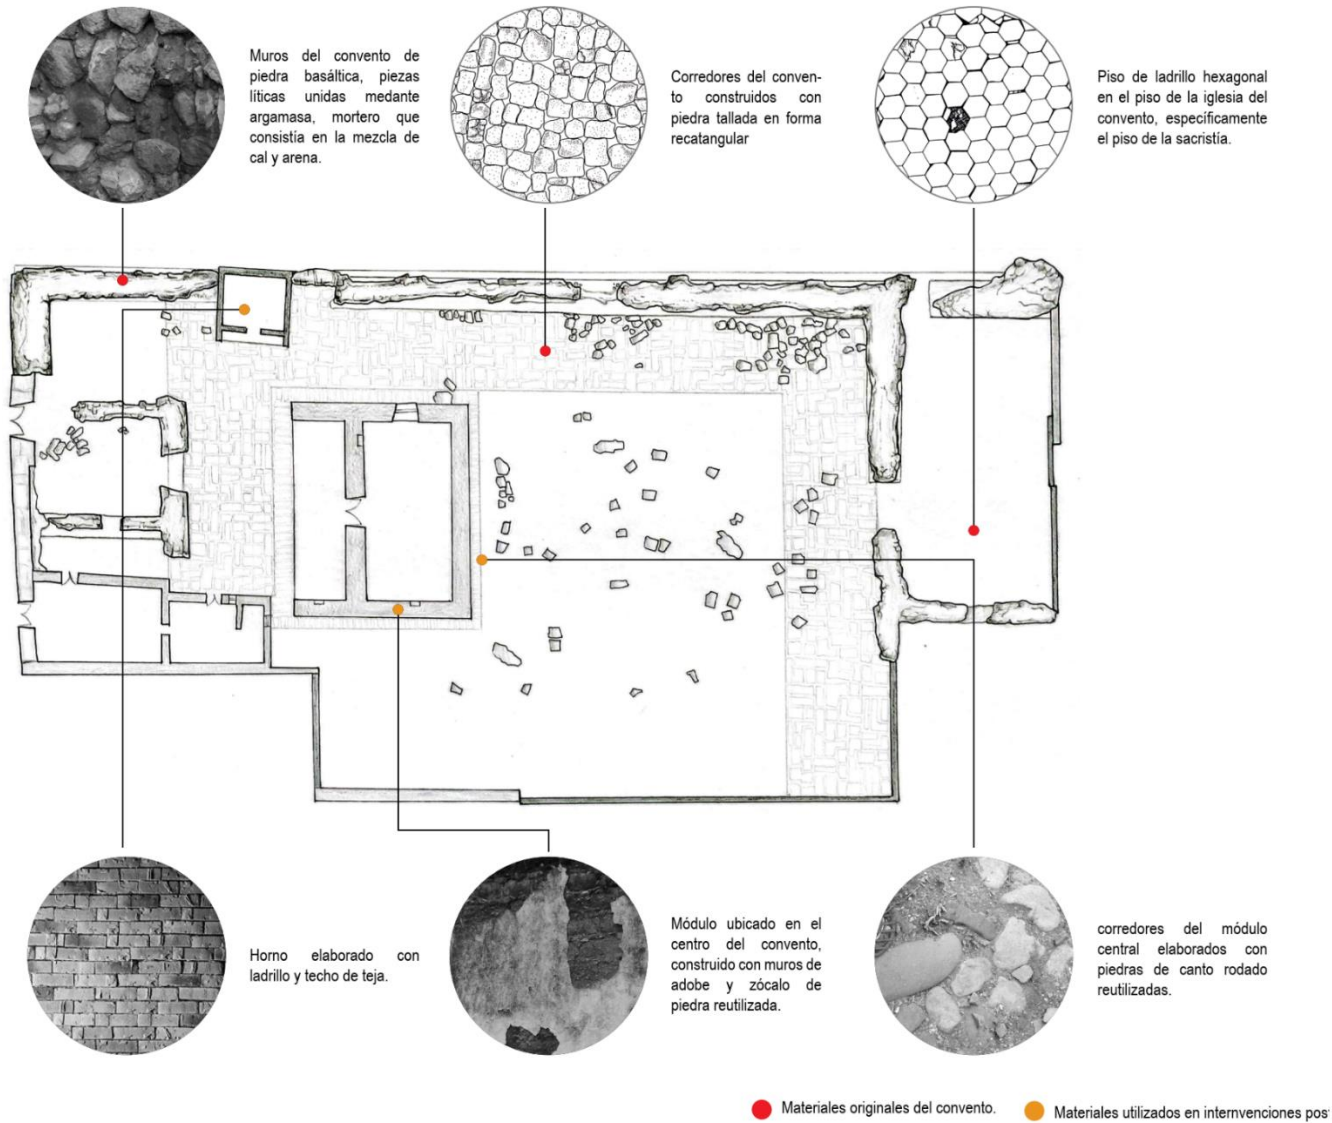 Muros del convento de
piedra basáltica, piezas
líticas unidas medante
argamasa, mortero que
consistía en la mezcla de
cal y arena.
Corredores del conven-
to construidos con
piedra tallada en forma
recatangular
Piso de ladrillo hexagonal
en el piso de la iglesia del
convento, específicamente
el piso de la sacristía.
Horno elaborado con
ladrillo y techo de teja.
Módulo ubicado en el
centro del convento,
construido con muros de
adobe y zócalo de
piedra reutilizada.
corredores del módulo
central elaborados con
piedras de canto rodado
reutilizadas.
Materiales originales del convento.
Materiales utilizados en internvenciones pos